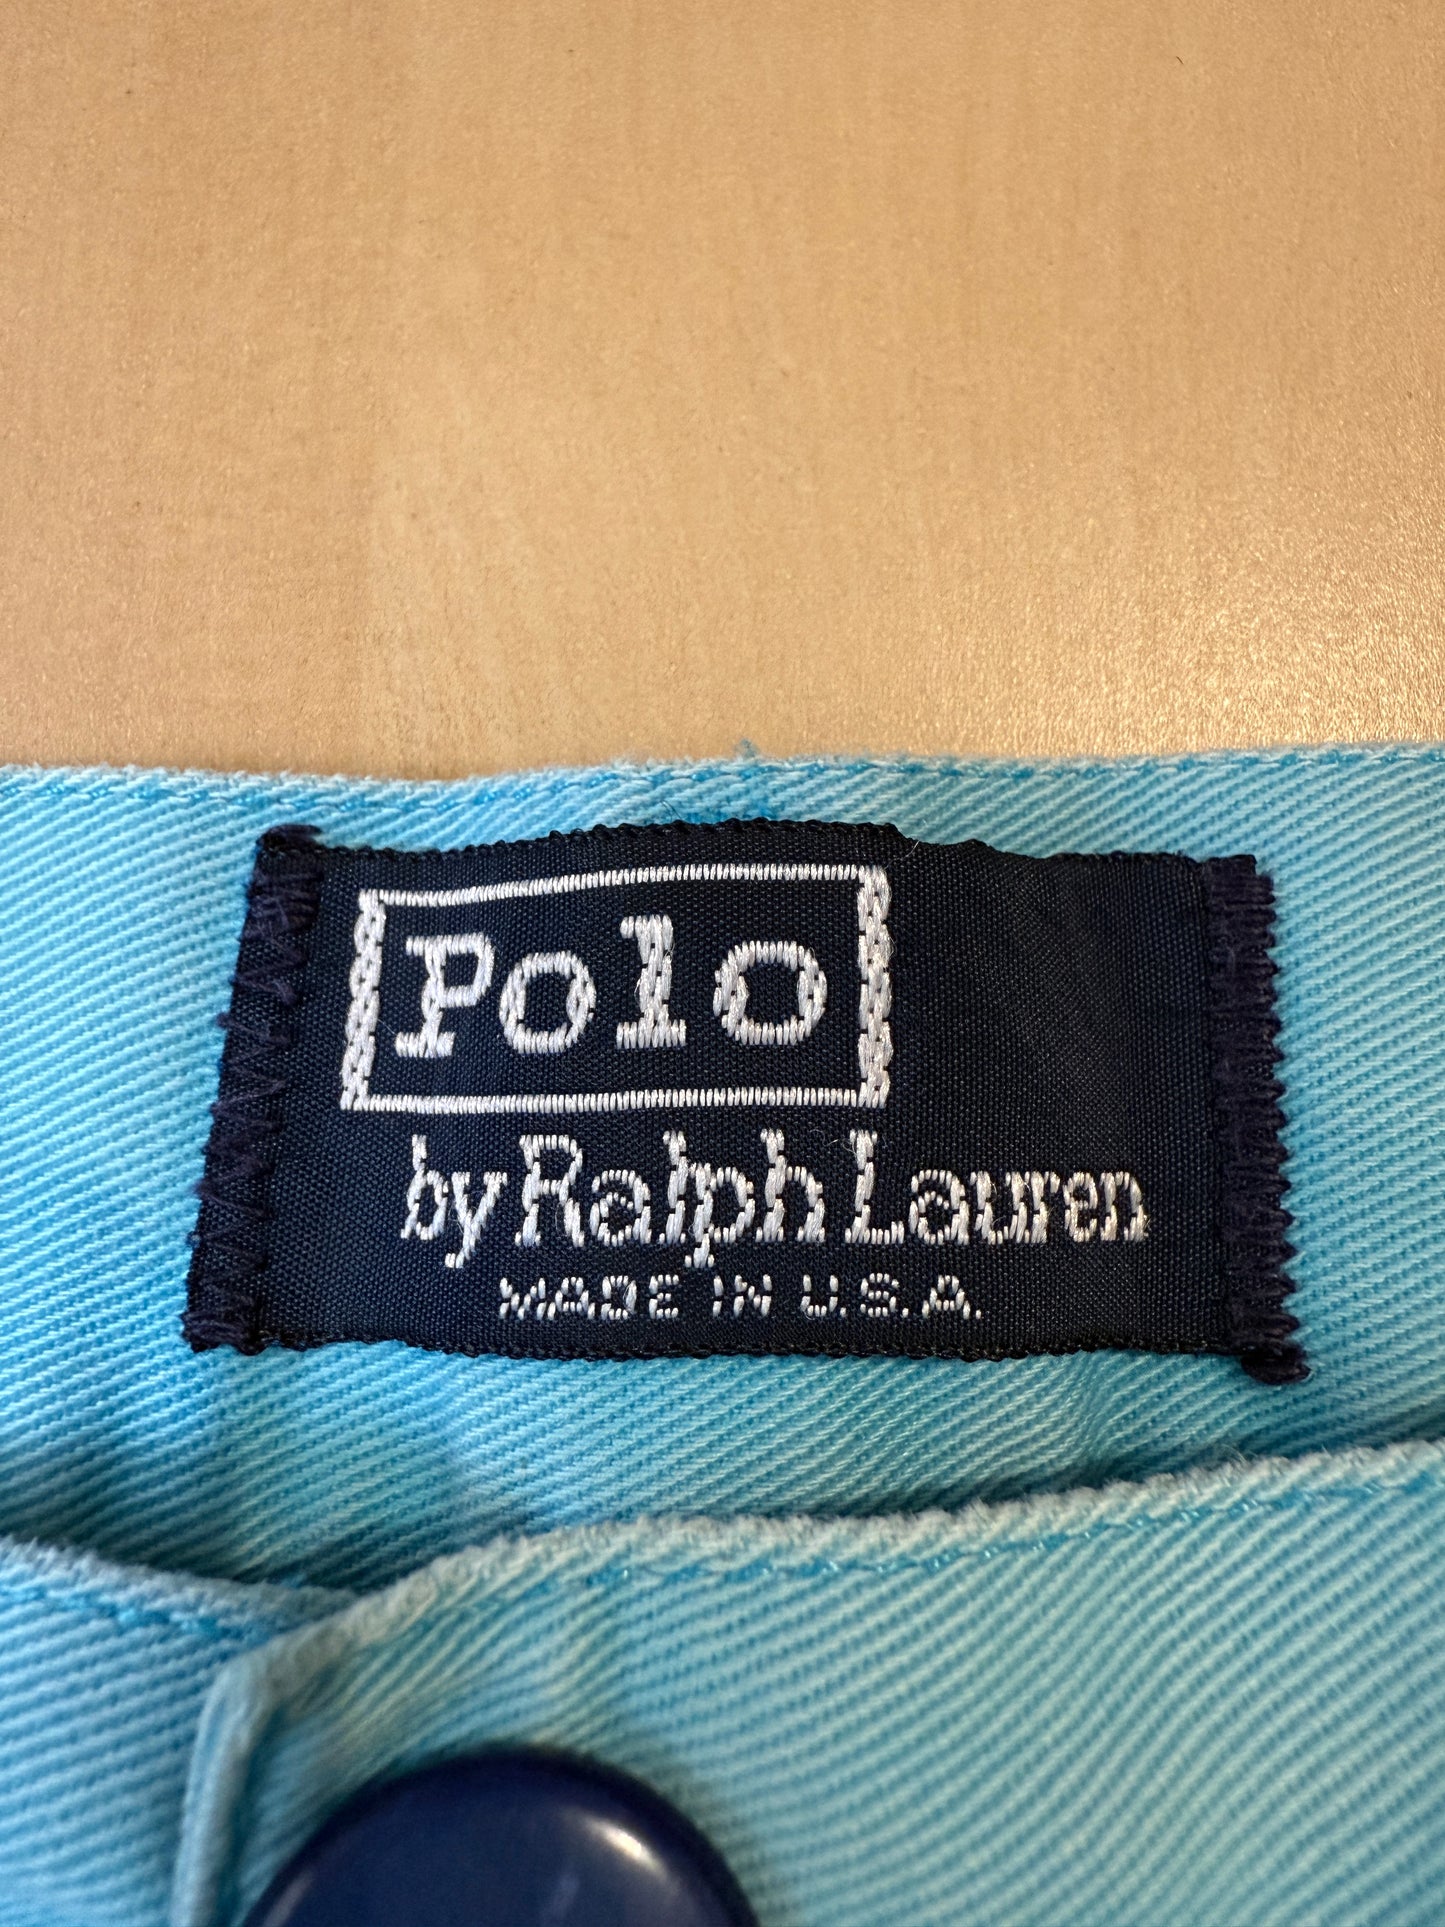 Polo
by Ralph Lauren
MADE IN U.S.A.